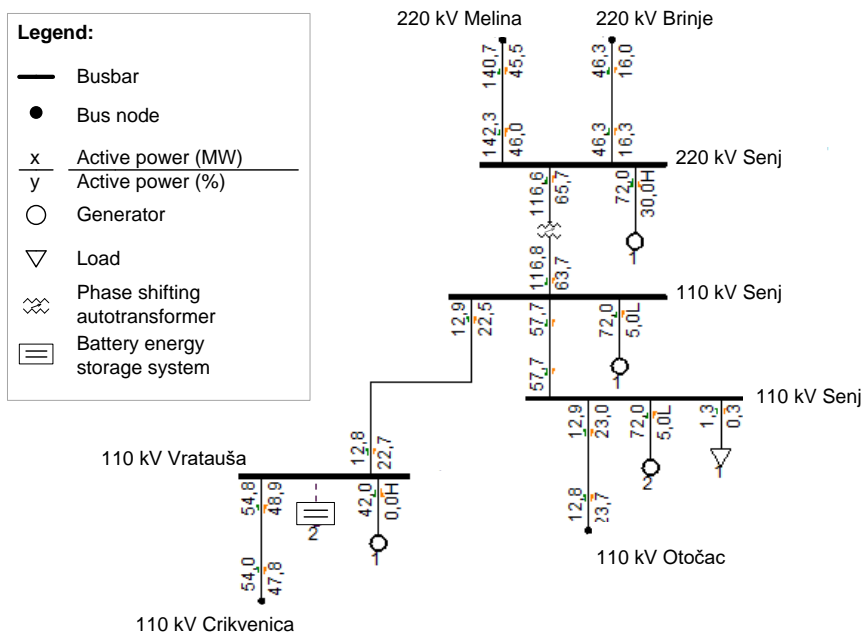 Legend:
Busbar
Bus node
x Active power (MW)
y Active power (%)
Generator
Load
Phase shifting
autotransformer
Battery energy
storage system
220 kV Melina
220 kV Brinje
140,7
45,5
46,3
16,0
142,3
46,0
46,3
16,3
220 kV Senj
116,6
65,7
72,0
30,0H
1
116,8
63,7
110 kV Senj
12,9
22,5
57,7
72,0
5,0L
1
57,7
110 kV Senj
12,9
23,0
72,0
5,0L
1,3
0,3
2
1
12,8
23,7
110 kV Otočac
12,8
22,7
110 kV Vratauša
54,8
48,9
2
42,0
0,0H
1
54,0
47,8
110 kV Crikvenica